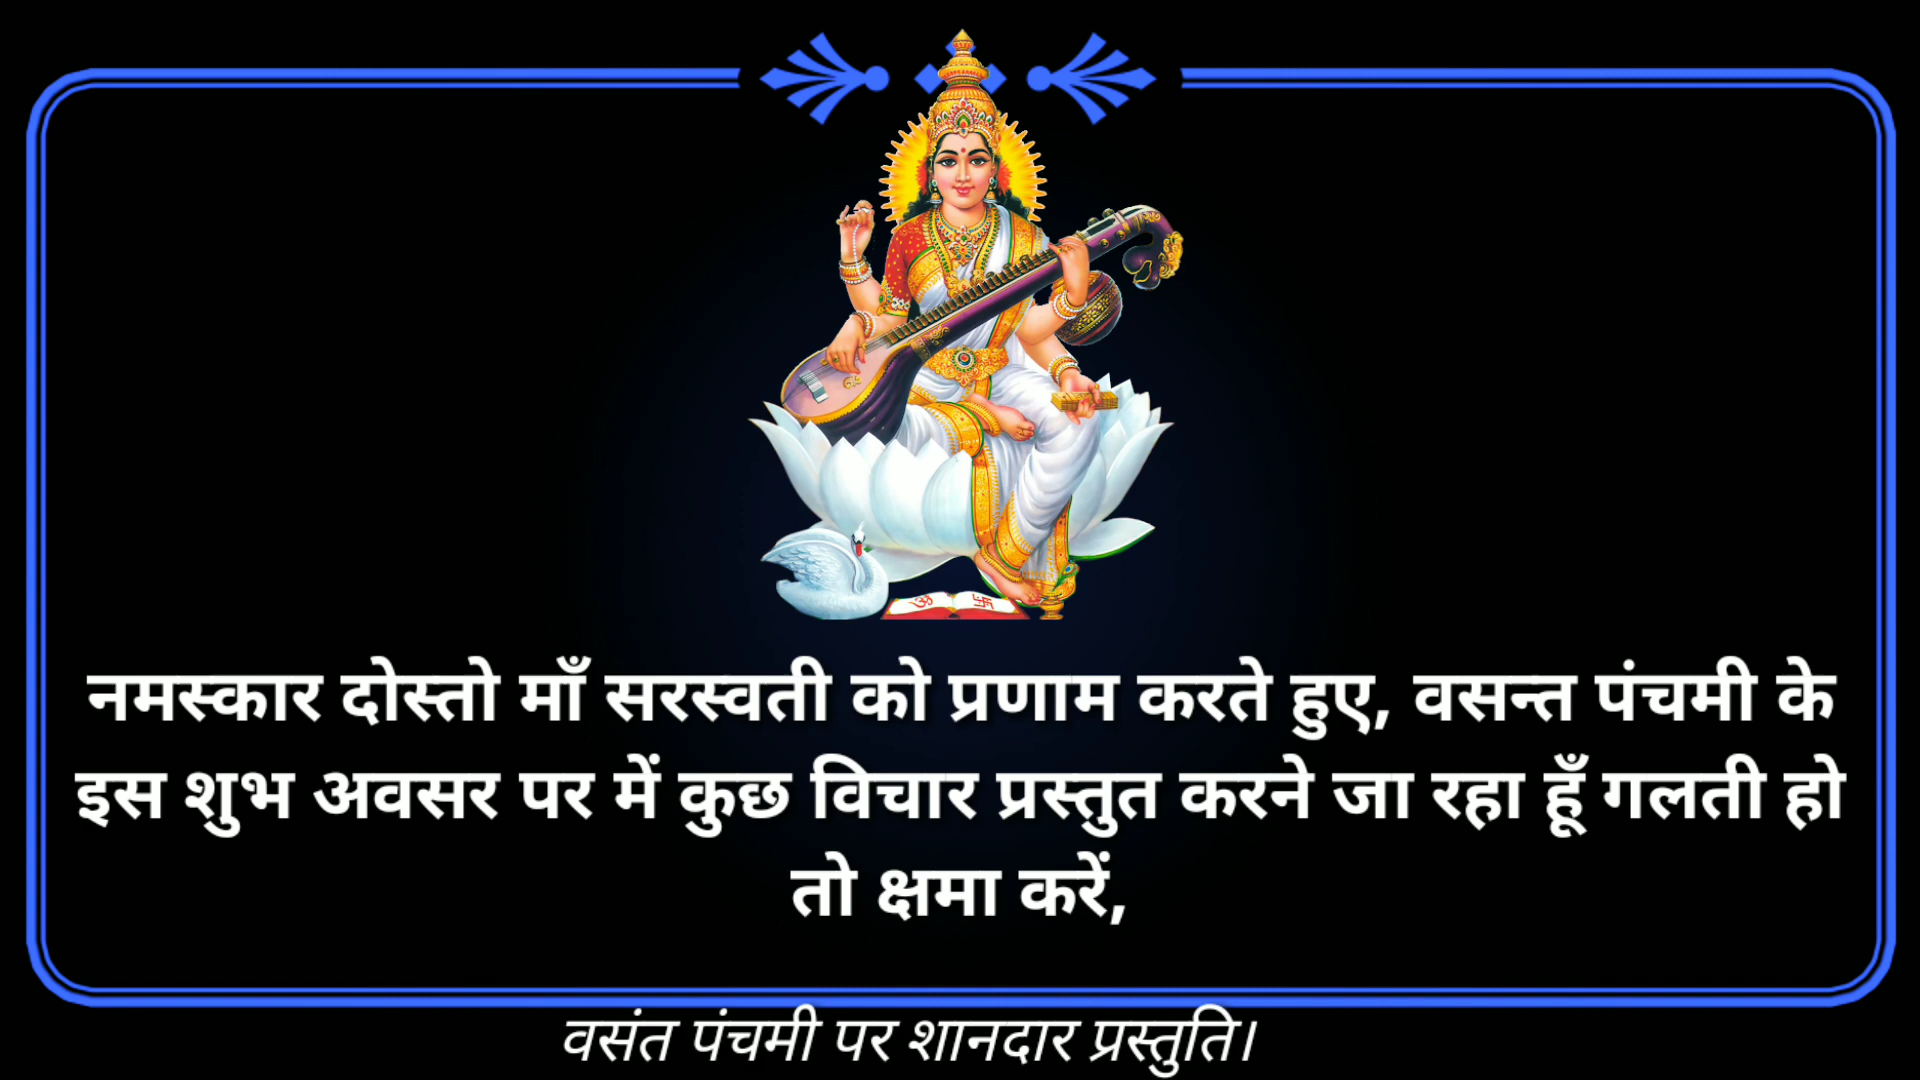 नमस्कार दोस्तो माँ सरस्वती को प्रणाम करते हुए, वसन्त पंचमी के
इस शुभ अवसर पर में कुछ विचार प्रस्तुत करने जा रहा हूँ गलती हो
तो क्षमा करें,
वसंत पंचमी पर शानदार प्रस्तुति।